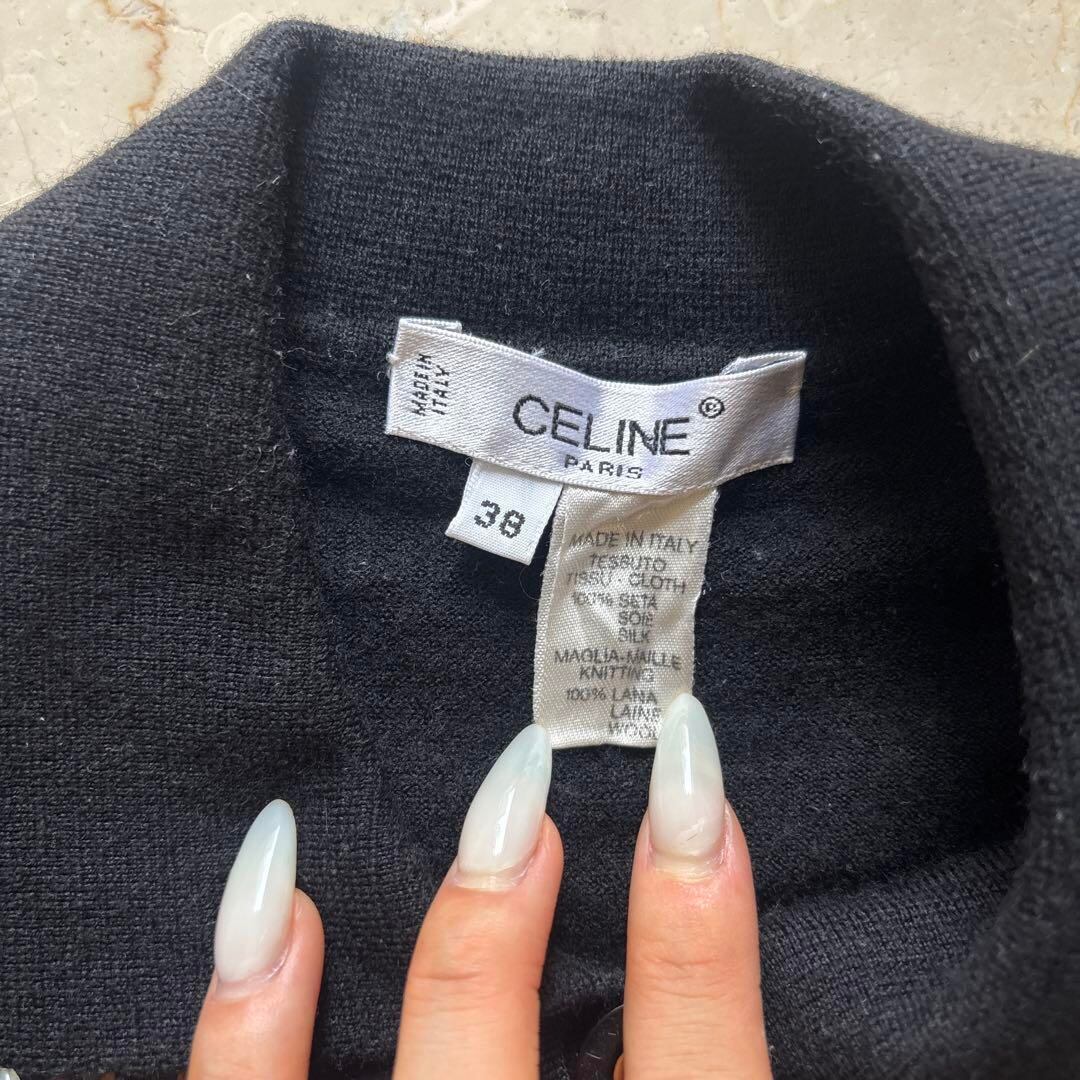 MADE IN
ITALY
CELINE©
PARIS
38
MADE IN ITALY
TESSUTO
TISSU - CLOTH
100% SETA
SOIE
SILK
MAGLIA-MAILLE
KNITTING
100% LANA
LAINE
WOOL